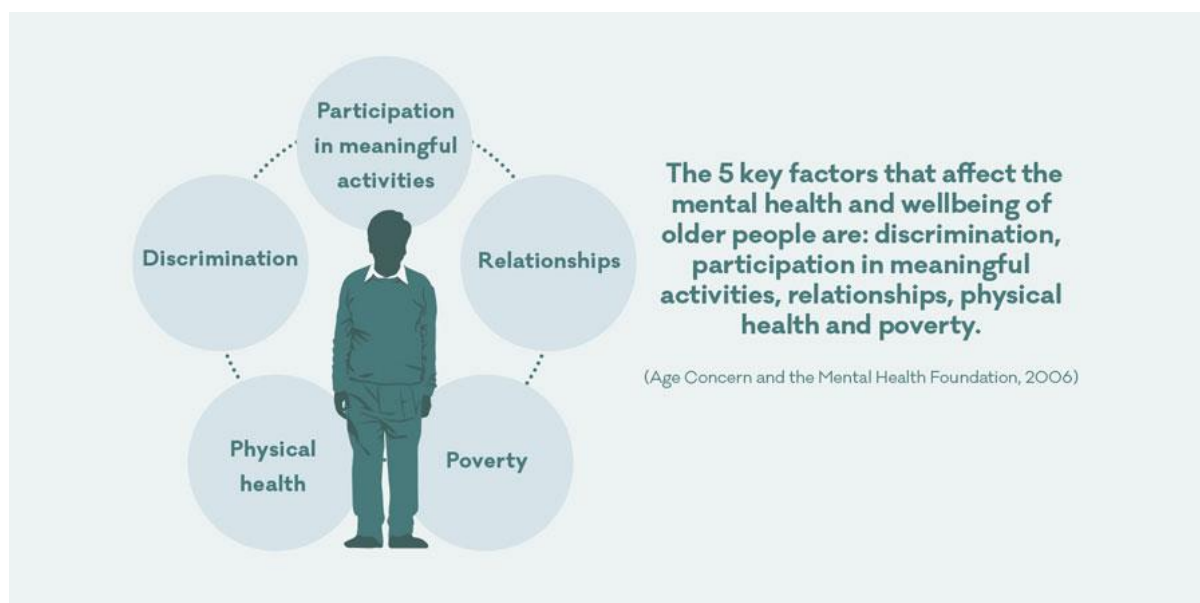 Participation
in meaningful
activities
Discrimination
Relationships
Physical
health
Poverty
The 5 key factors that affect the
mental health and wellbeing of
older people are: discrimination,
participation in meaningful
activities, relationships, physical
health and poverty.
(Age Concern and the Mental Health Foundation, 2006)